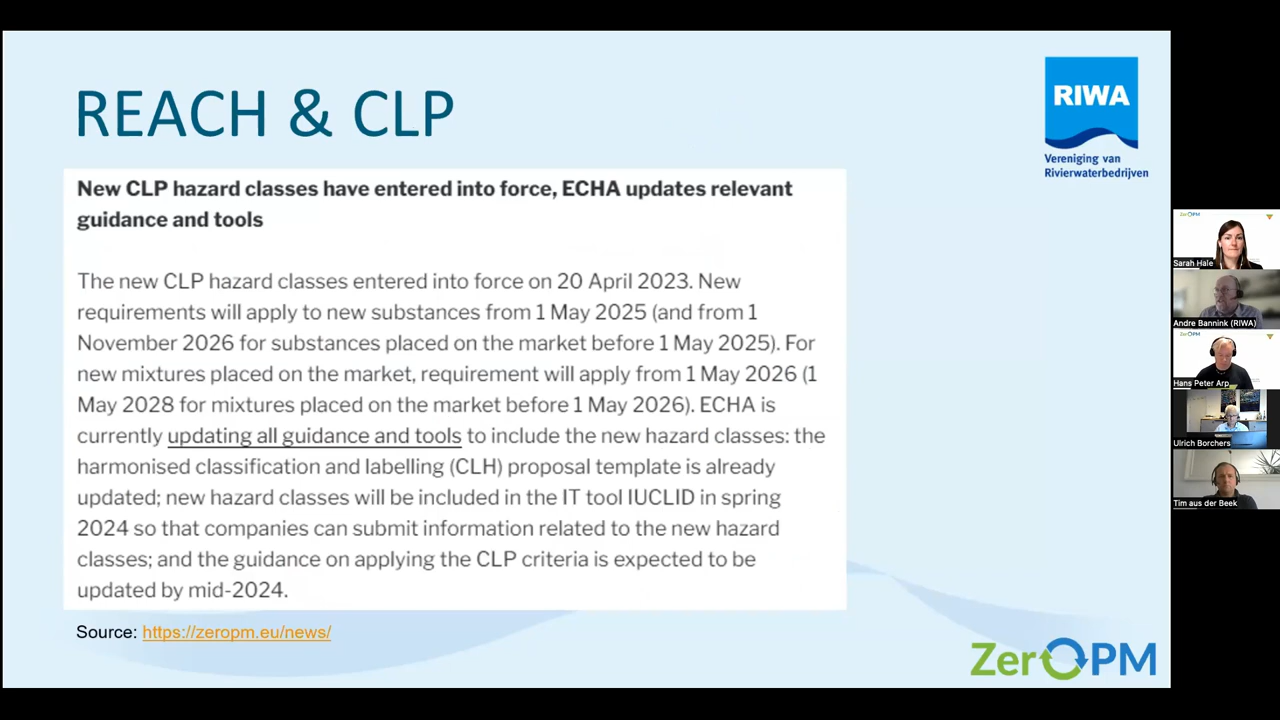 REACH & CLP
RIWA
Vereniging van
Rivierwaterbedrijven
New CLP hazard classes have entered into force, ECHA updates relevant
guidance and tools
The new CLP hazard classes entered into force on 20 April 2023. New
requirements will apply to new substances from 1 May 2025 (and from 1
November 2026 for substances placed on the market before 1 May 2025). For
new mixtures placed on the market, requirement will apply from 1 May 2026 (1
May 2028 for mixtures placed on the market before 1 May 2026). ECHA is
currently updating all guidance and tools to include the new hazard classes: the
harmonised classification and labelling (CLH) proposal template is already
updated; new hazard classes will be included in the IT tool IUCLID in spring
2024 so that companies can submit information related to the new hazard
classes; and the guidance on applying the CLP criteria is expected to be
updated by mid-2024.
Source: https://zeropm.eu/news/
ZerOPM
ZerOPM
Sarah Hale
Andre Bannink (RIWA)
ZerOPM
Hans Peter Arp
Ulrich Borchers
Tim aus der Beek